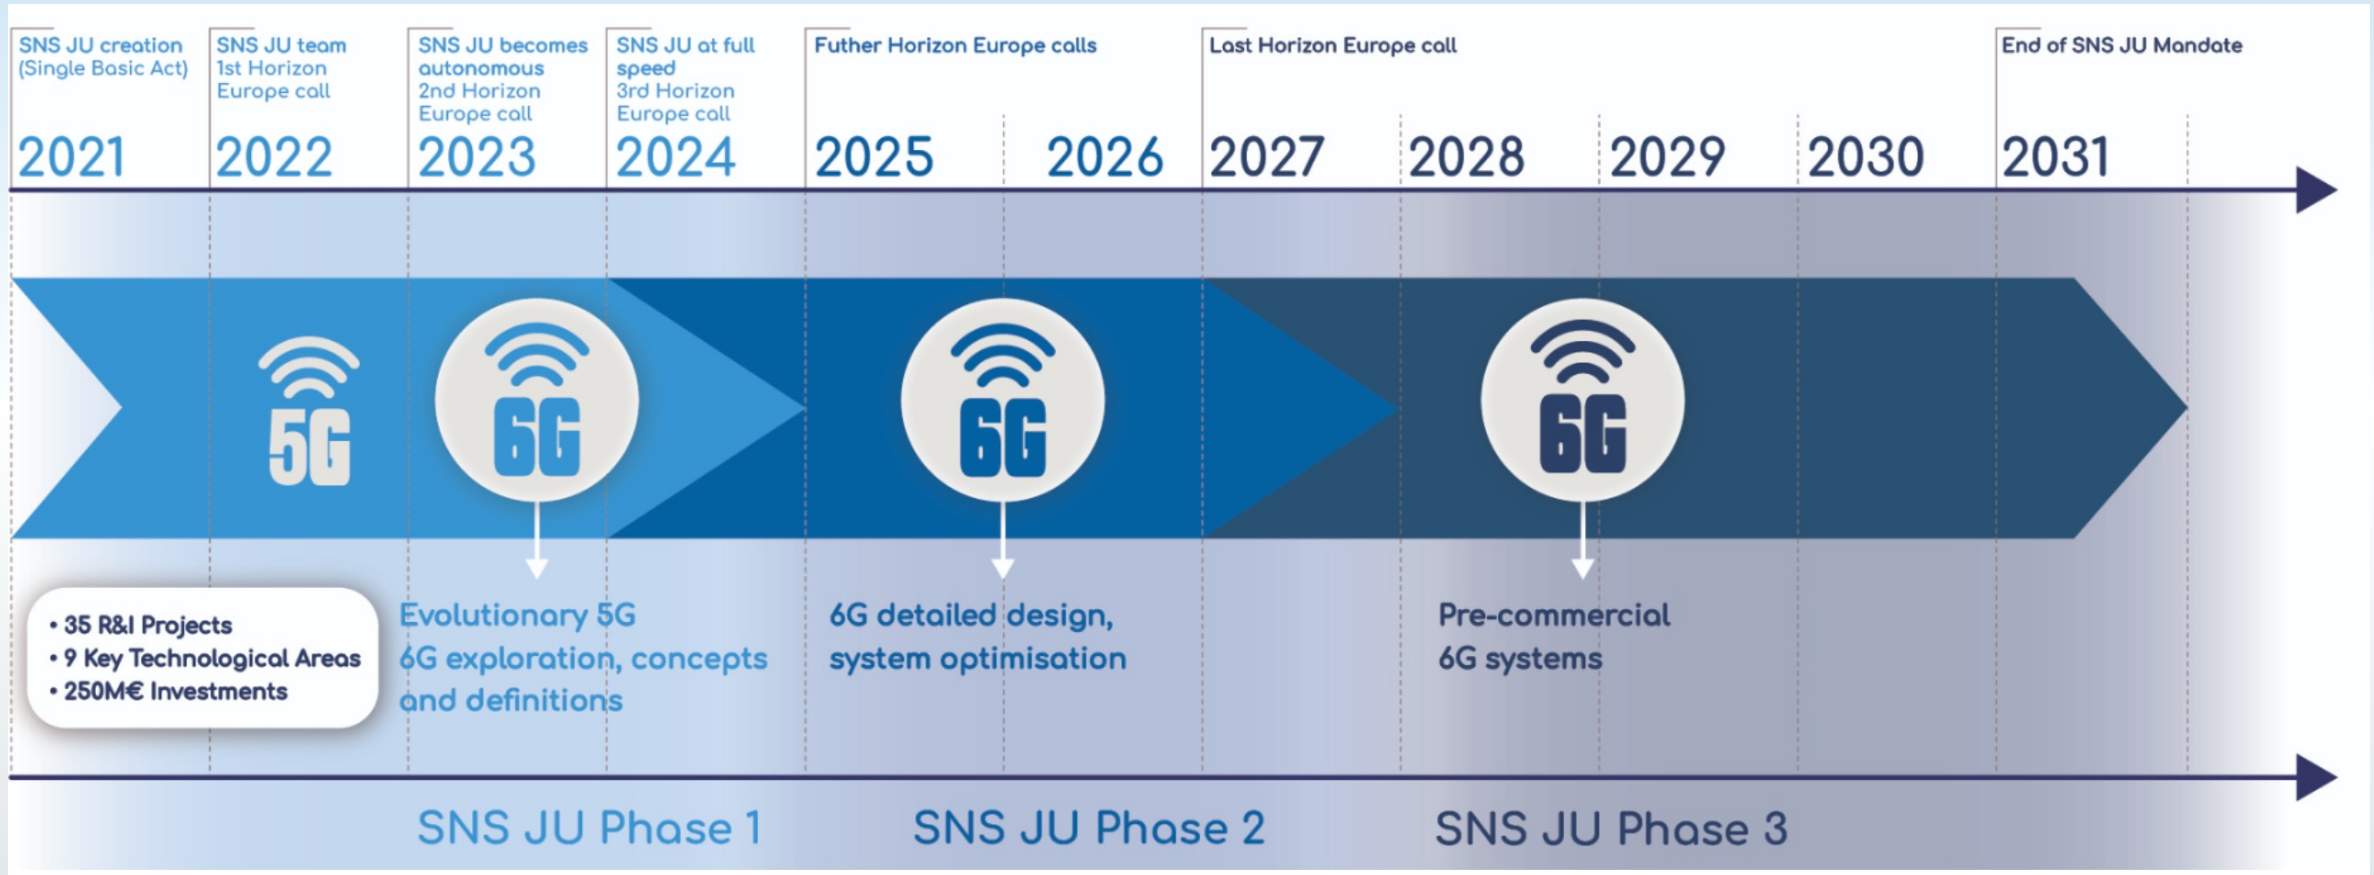 SNS JU creation
(Single Basic Act)
SNS JU team
1st Horizon
Europe call
SNS JU becomes
autonomous
2nd Horizon
Europe call
SNS JU at full
speed
3rd Horizon
Europe call
Futher Horizon Europe calls
Last Horizon Europe call
End of SNS JU Mandate
2021
2022
2023
2024
2025
2026
2027
2028
2029
2030
2031
5G
6G
6G
6G
• 35 R&I Projects
• 9 Key Technological Areas
• 250M€ Investments
Evolutionary 5G
6G exploration, concepts
and definitions
6G detailed design,
system optimisation
Pre-commercial
6G systems
SNS JU Phase 1
SNS JU Phase 2
SNS JU Phase 3